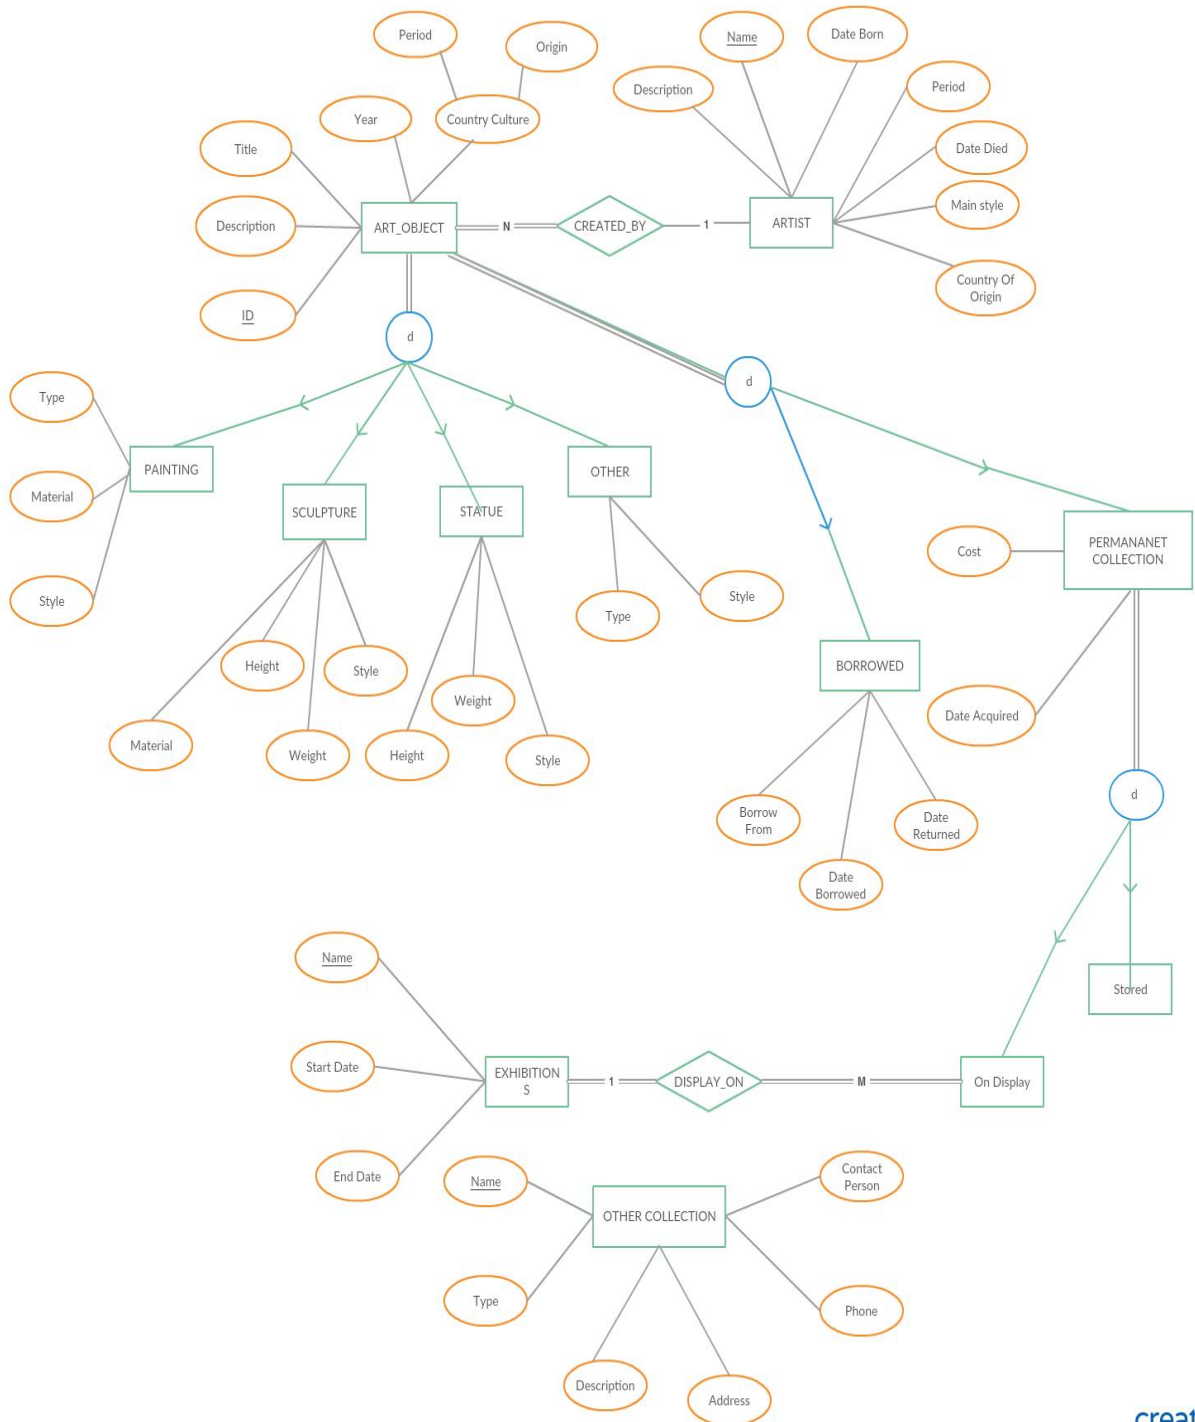 Period
Origin
Name
Date Born
Description
Period
Year
Country Culture
Title
Date Died
Main style
Description
ART_OBJECT
N
CREATED_BY
1
ARTIST
Country Of
Origin
ID
d
d
Type
PAINTING
OTHER
Material
SCULPTURE
STATUE
PERMANANET
COLLECTION
Cost
Style
Type
Style
Height
Style
BORROWED
Weight
Date Acquired
Material
Weight
Height
Style
d
Borrow
From
Date
Returned
Date
Borrowed
Name
Stored
Start Date
EXHIBITION
S
1
DISPLAY_ON
M
On Display
End Date
Name
Contact
Person
OTHER COLLECTION
Type
Phone
Description
Address
creat